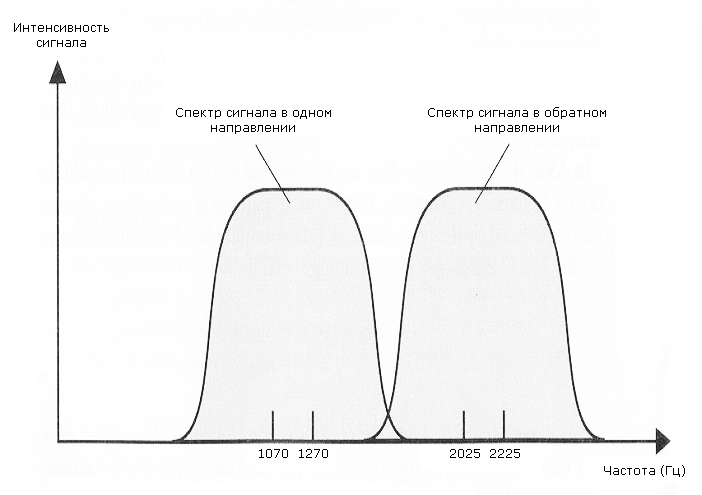 Интенсивность
сигнала
Спектр сигнала в одном
направлении
Спектр сигнала в обратном
направлении
1070 1270
2025 2225
Частота (Гц)